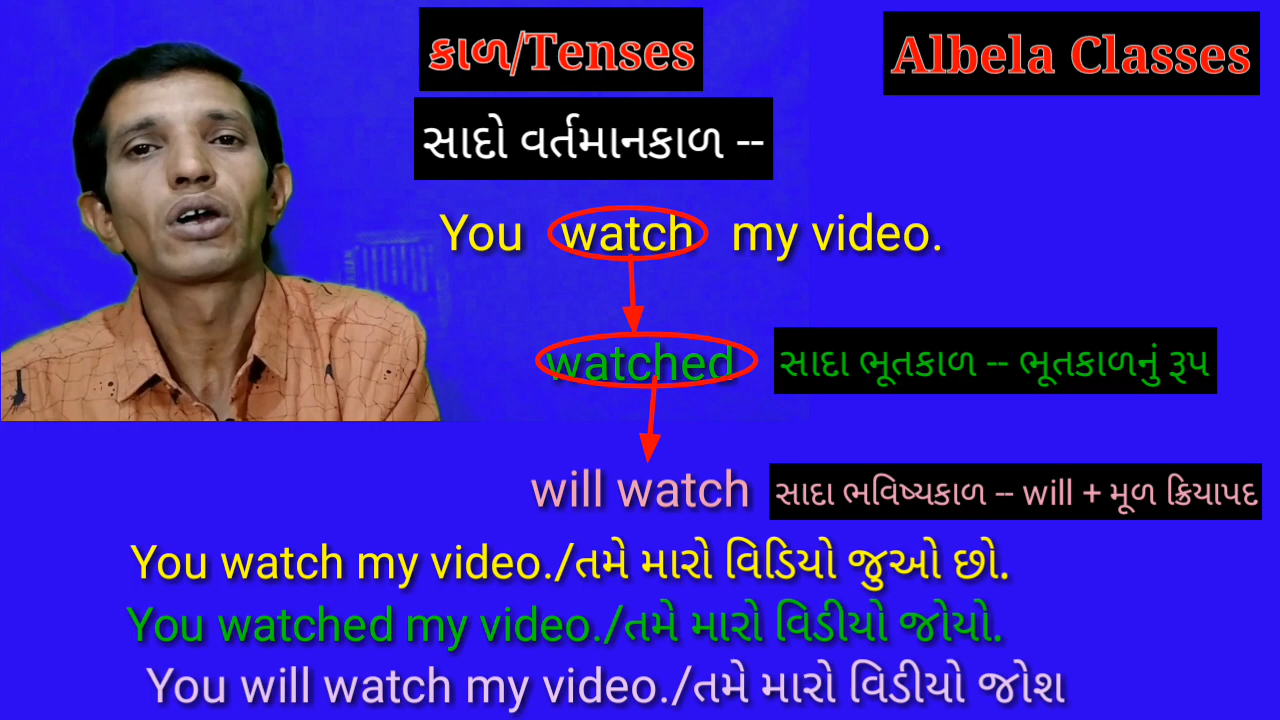 કાળ/Tenses
Albela Classes
સાદો વર્તમાનકાળ --
You watch my video.
watched
સાદા ભૂતકાળ -- ભૂતકાળનું રૂપ
will watch
સાદા ભવિષ્યકાળ -- will + મૂળ ક્રિયાપદ
You watch my video./તમે મારો વિડિયો જુઓ છો.
You watched my video./તમે મારો વિડીયો જોયો.
You will watch my video./તમે મારો વિડીયો જોશ